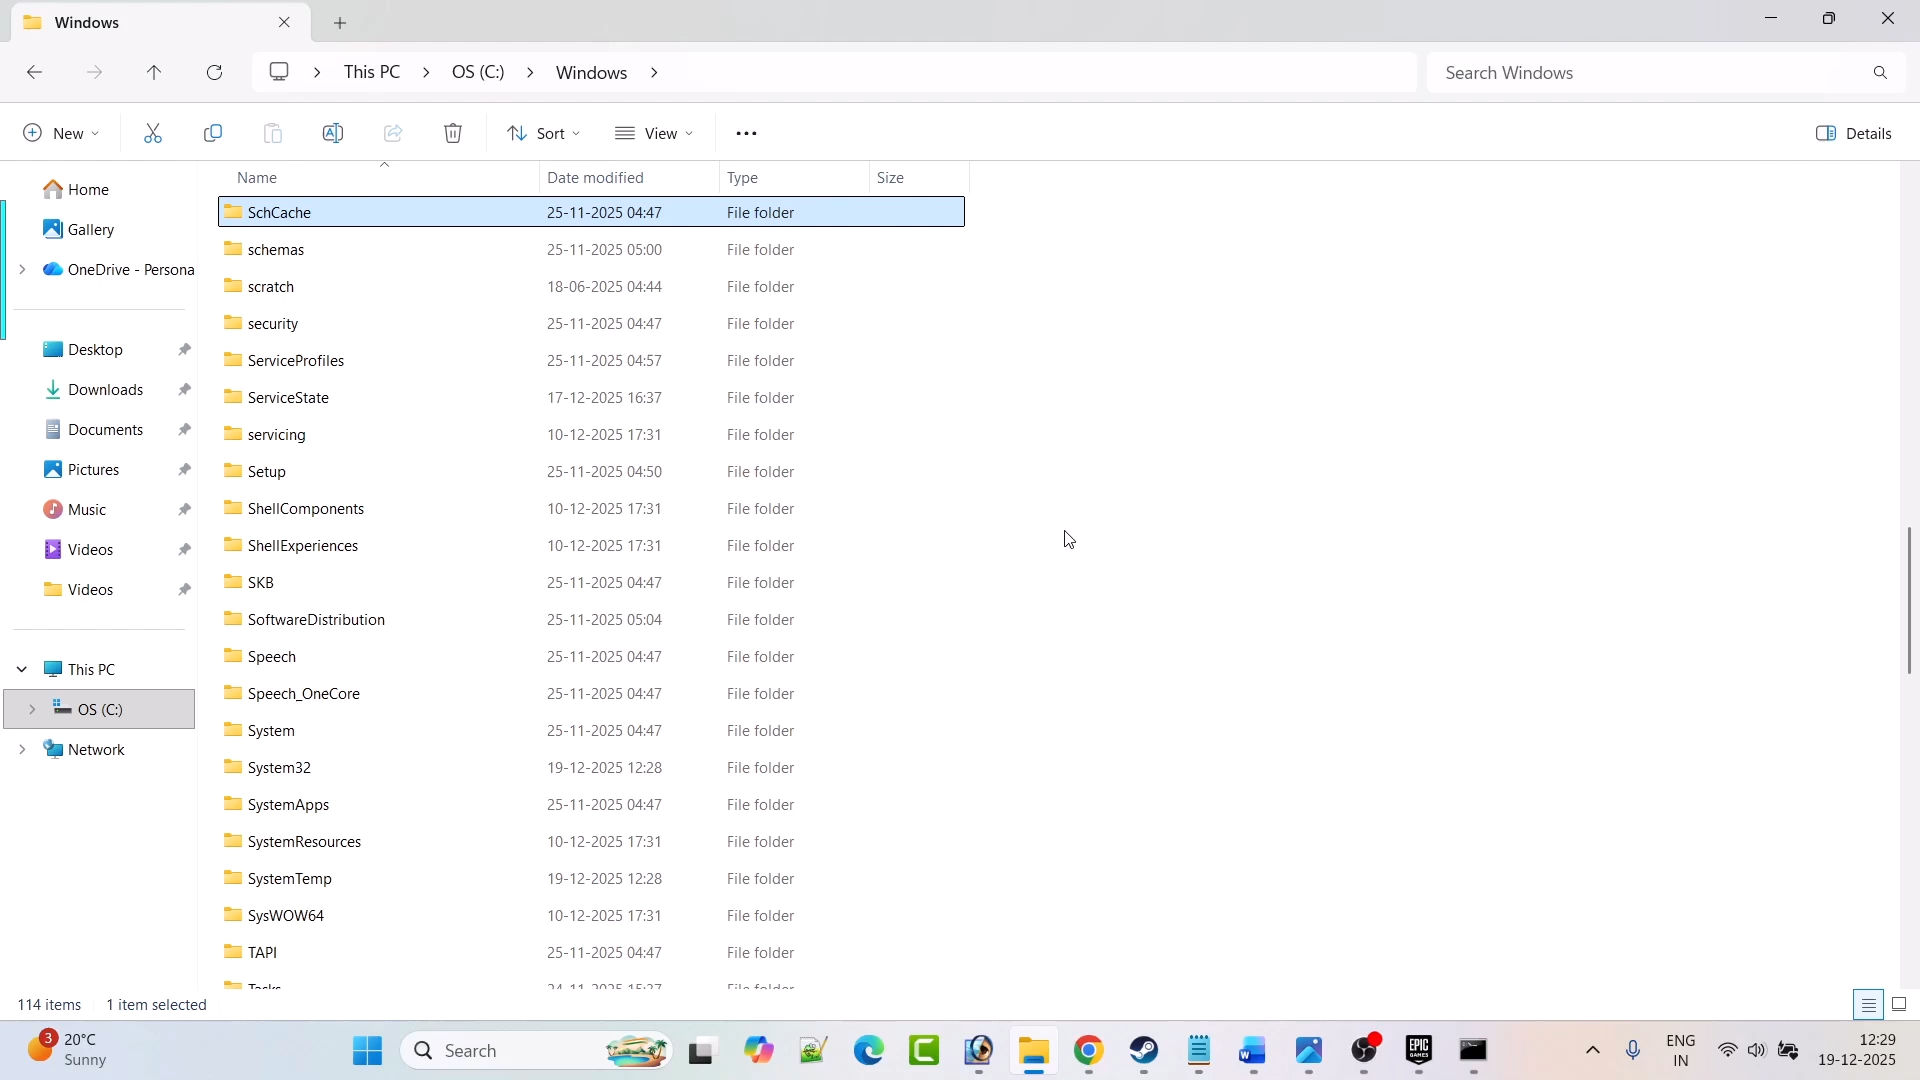 Windows
This PC
OS (C:)
Windows
Search Windows
New
Sort
View
Details
Name
Date modified
Type
Size
Home
Gallery
OneDrive - Persona
Desktop
Downloads
Documents
Pictures
Music
Videos
Videos
This PC
OS (C:)
Network
SchCache 25-11-2025 04:47 File folder
schemas 25-11-2025 05:00 File folder
scratch 18-06-2025 04:44 File folder
security 25-11-2025 04:47 File folder
ServiceProfiles 25-11-2025 04:57 File folder
ServiceState 17-12-2025 16:37 File folder
servicing 10-12-2025 17:31 File folder
Setup 25-11-2025 04:50 File folder
ShellComponents 10-12-2025 17:31 File folder
ShellExperiences 10-12-2025 17:31 File folder
SKB 25-11-2025 04:47 File folder
SoftwareDistribution 25-11-2025 05:04 File folder
Speech 25-11-2025 04:47 File folder
Speech_OneCore 25-11-2025 04:47 File folder
System 25-11-2025 04:47 File folder
System32 19-12-2025 12:28 File folder
SystemApps 25-11-2025 04:47 File folder
SystemResources 10-12-2025 17:31 File folder
SystemTemp 19-12-2025 12:28 File folder
SysWOW64 10-12-2025 17:31 File folder
TAPI 25-11-2025 04:47 File folder
Tasks 24-11-2025 15:37 File folder
114 items
1 item selected
3
20°C
Sunny
Search
EPIC
GAMES
ENG
IN
12:29
19-12-2025